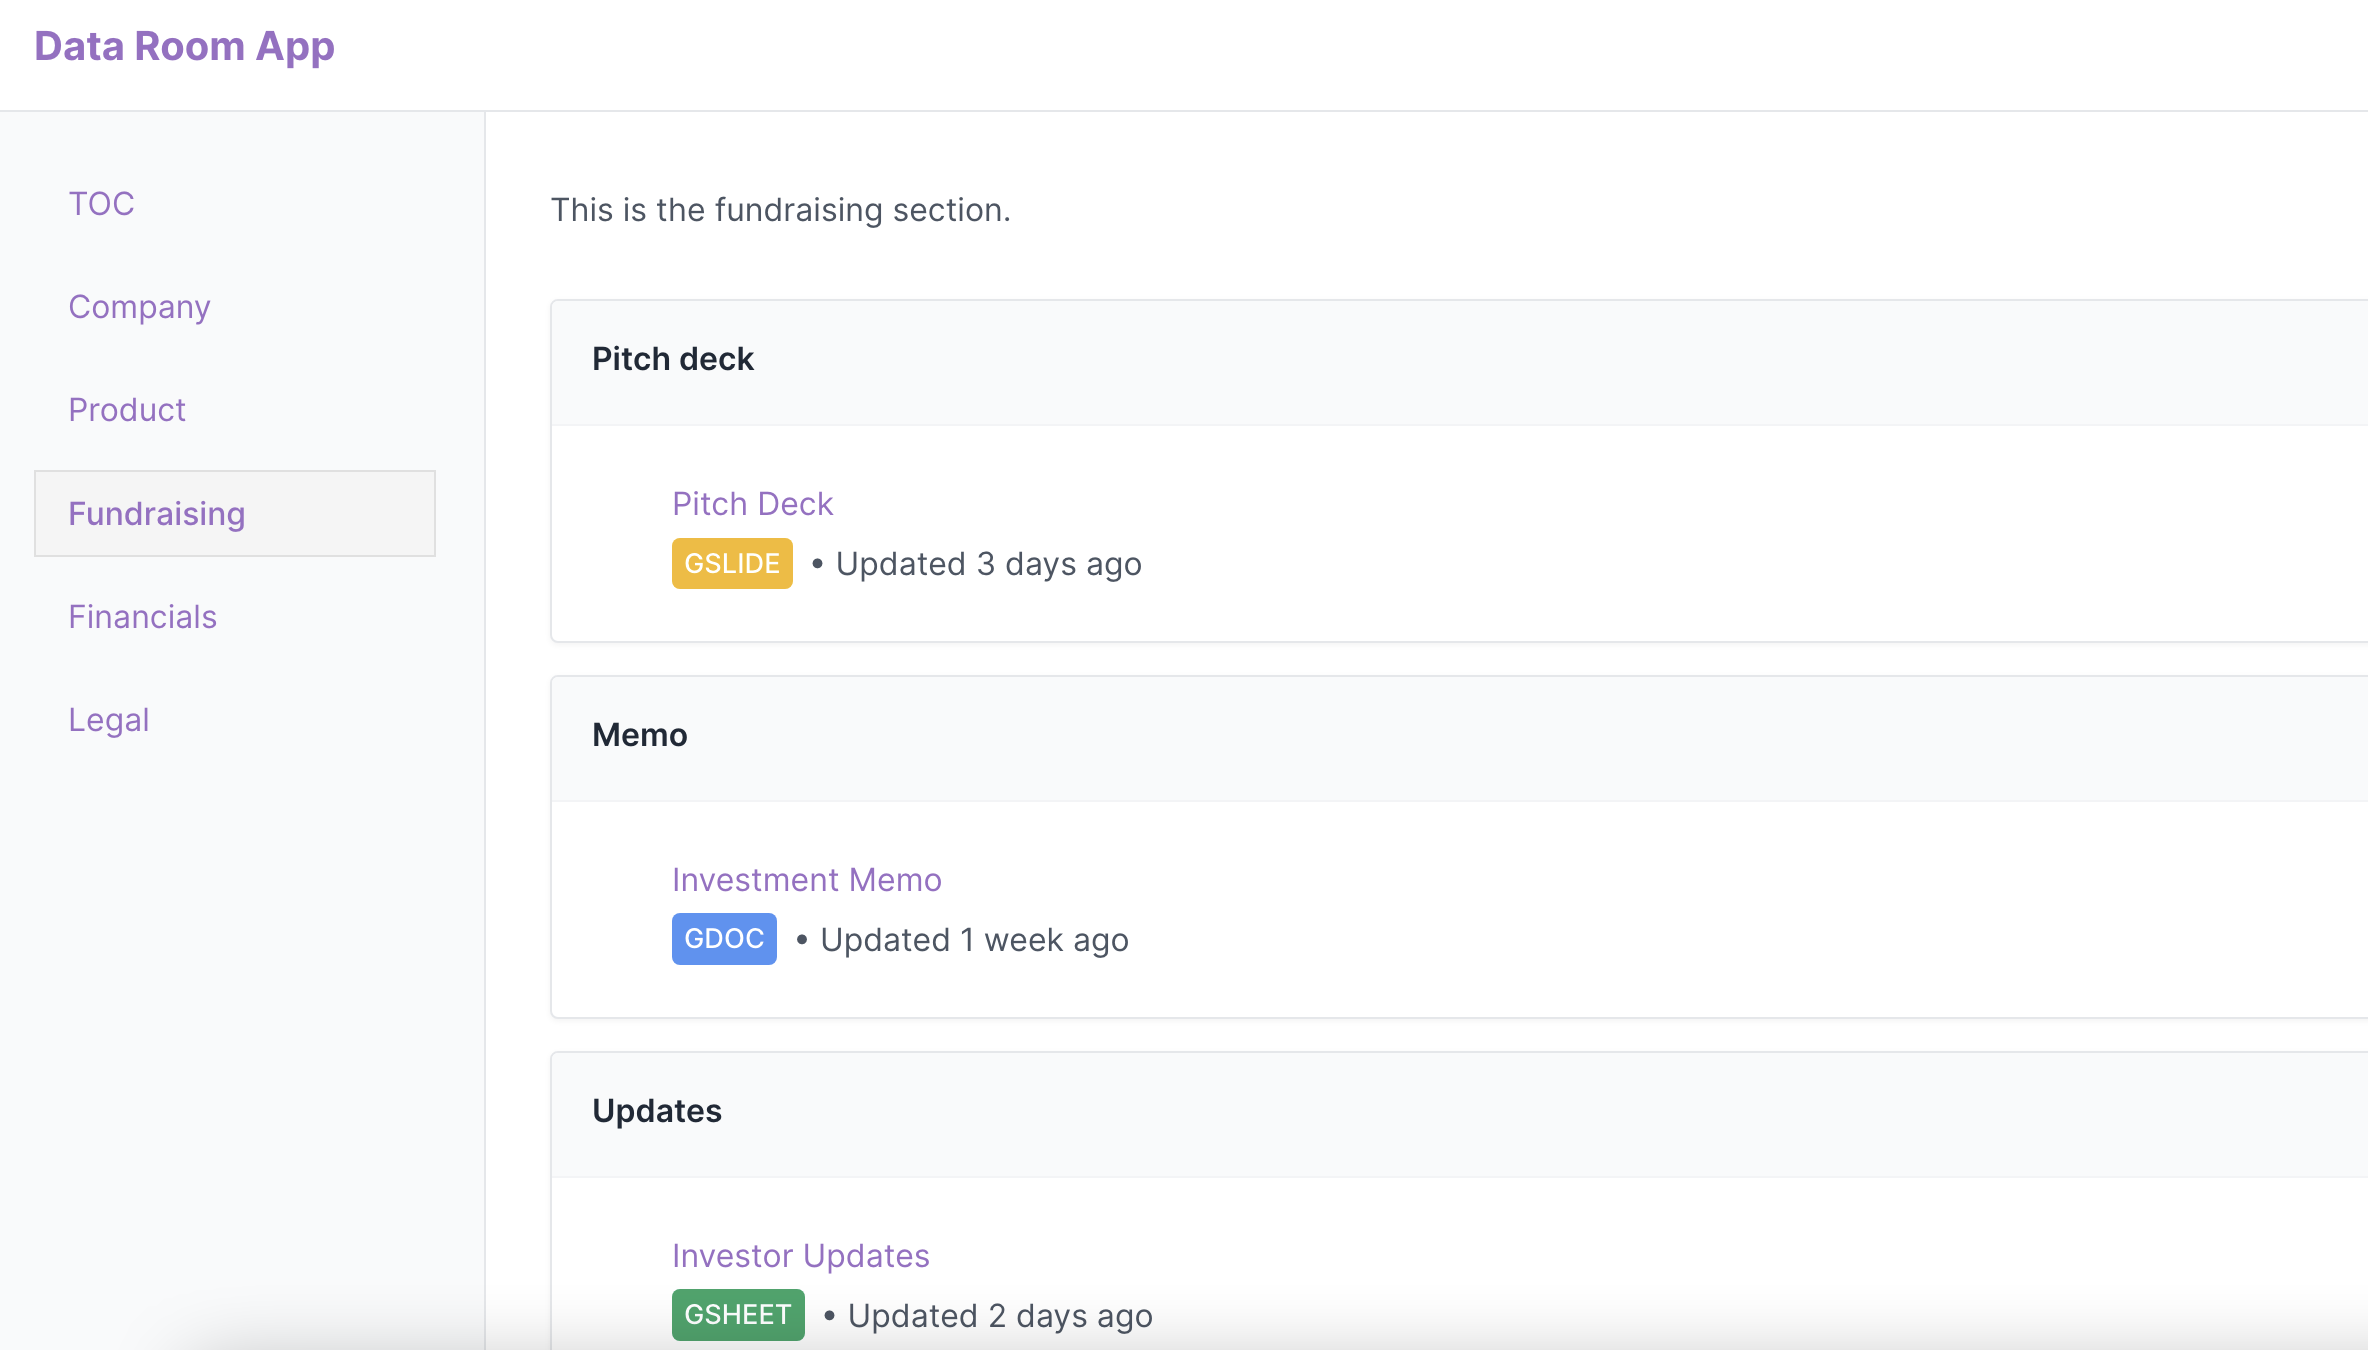 Data Room App
TOC
Company
Product
Fundraising
Financials
Legal
This is the fundraising section.
Pitch deck
Pitch Deck
GSLIDE • Updated 3 days ago
Memo
Investment Memo
GDOC • Updated 1 week ago
Updates
Investor Updates
GSHEET • Updated 2 days ago